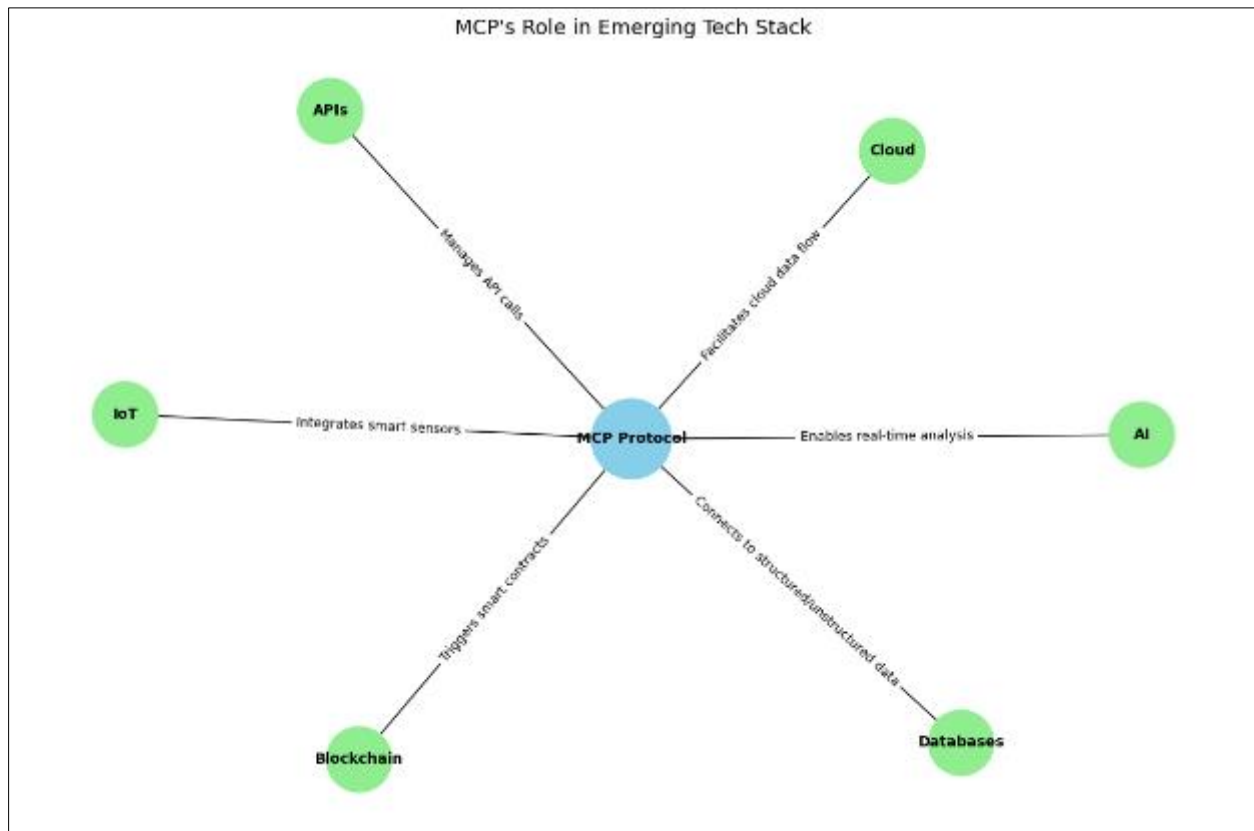 MCP's Role in Emerging Tech Stack
APIs
Cloud
Manages API calls
Facilitates cloud data flow
IoT
Integrates smart sensors
MCP Protocol
Enables real-time analysis
AI
Connects to structured/unstructured data
Triggers smart contracts
Blockchain
Databases